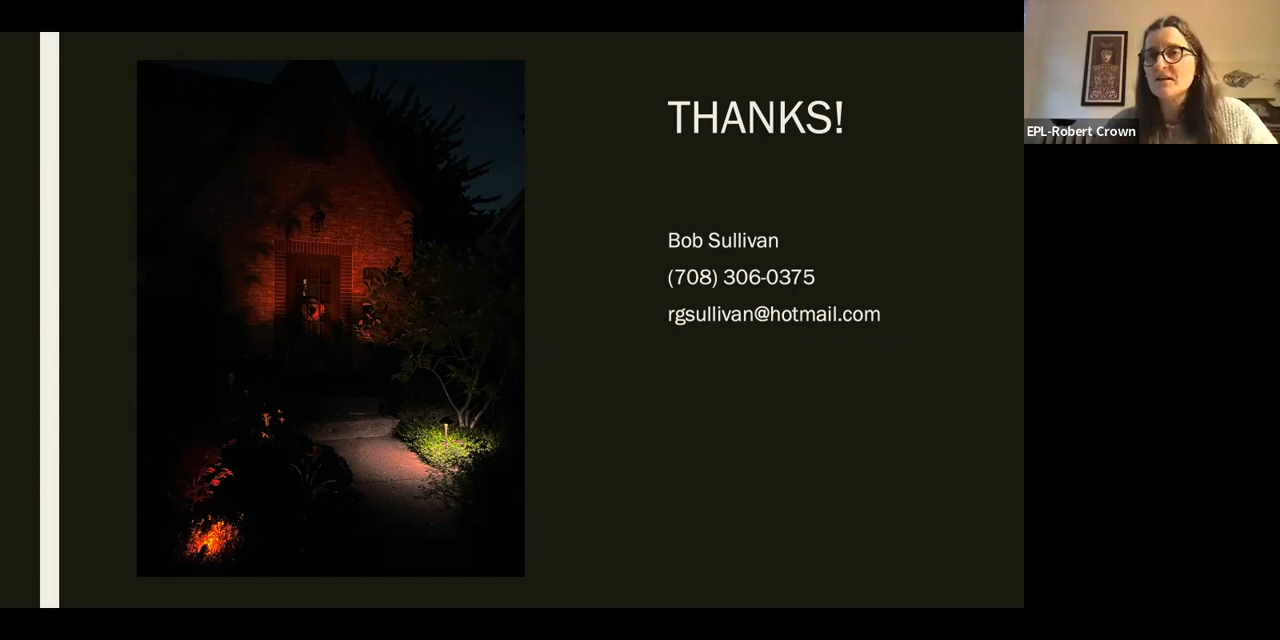 THANKS!
Bob Sullivan
(708) 306-0375
rgsullivan@hotmail.com
EPL-Robert Crown